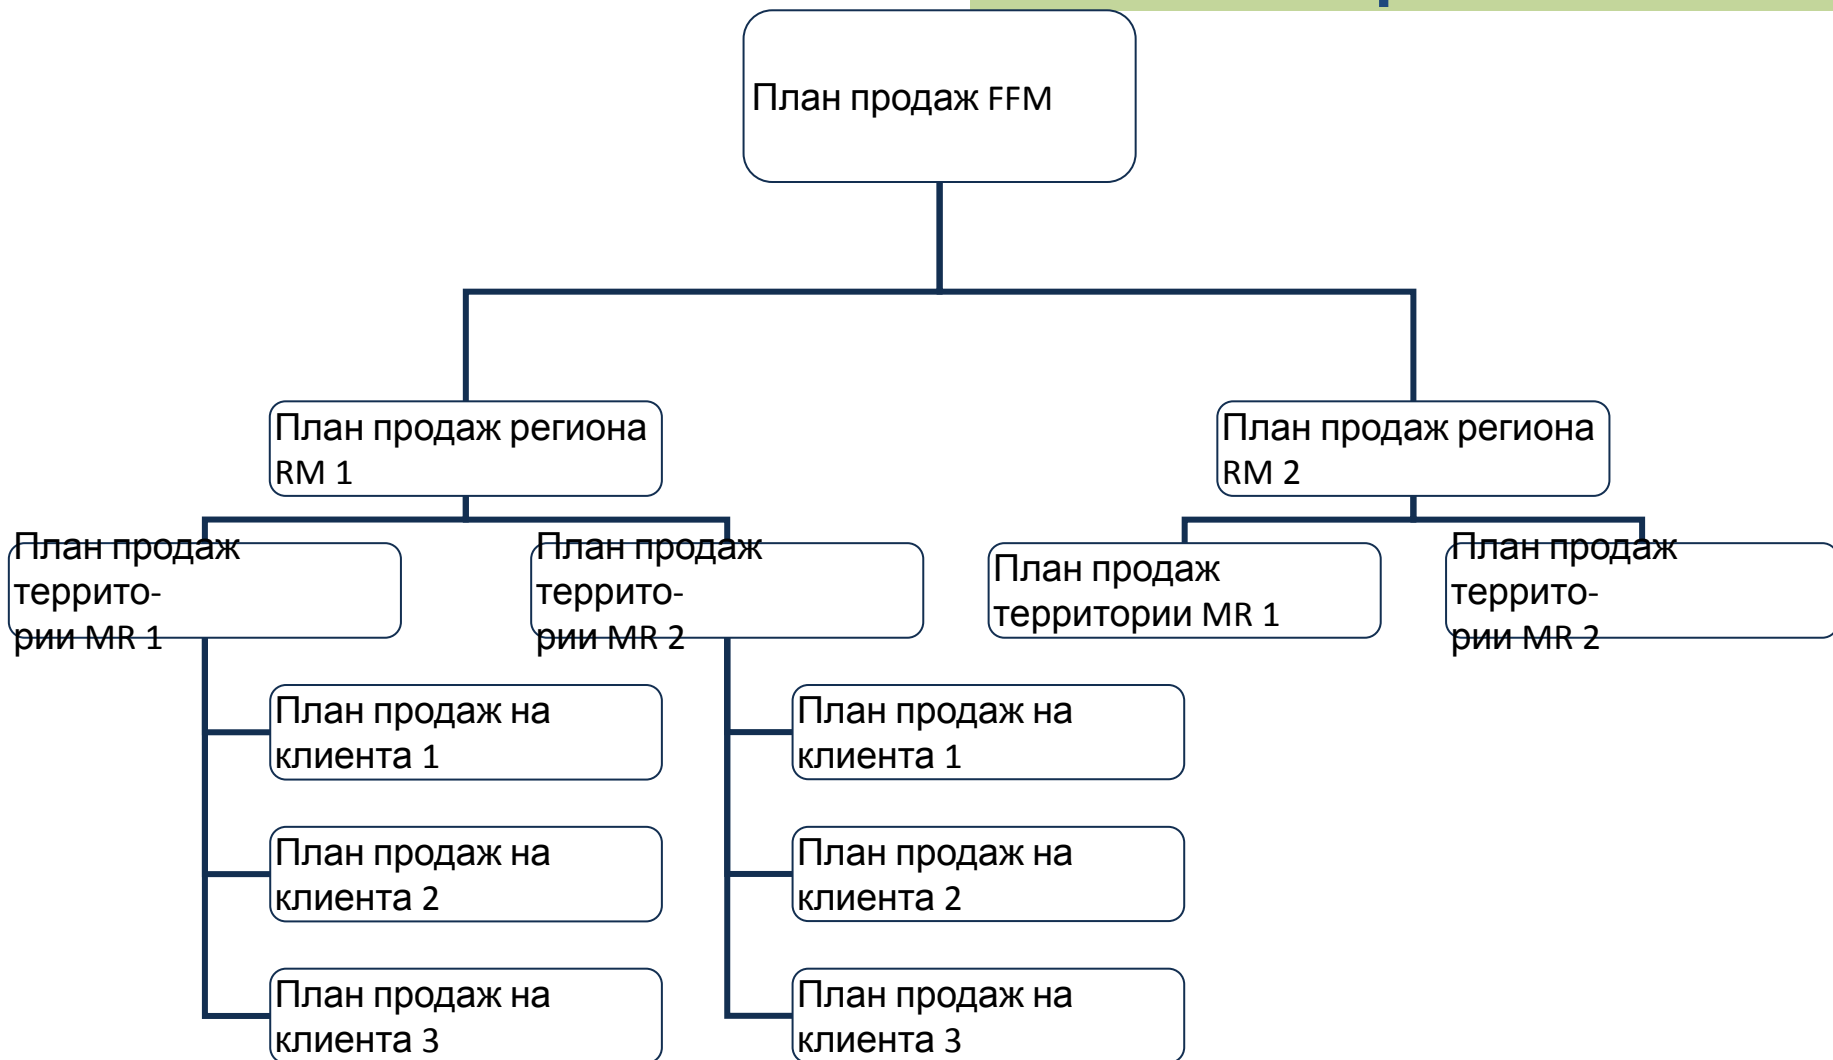 План продаж FFM
План продаж региона
RM 1
План продаж региона
RM 2
План продаж
террито-
рии MR 1
План продаж
террито-
рии MR 2
План продаж
территории MR 1
План продаж
террито-
рии MR 2
План продаж на
клиента 1
План продаж на
клиента 1
План продаж на
клиента 2
План продаж на
клиента 2
План продаж на
клиента 3
План продаж на
клиента 3